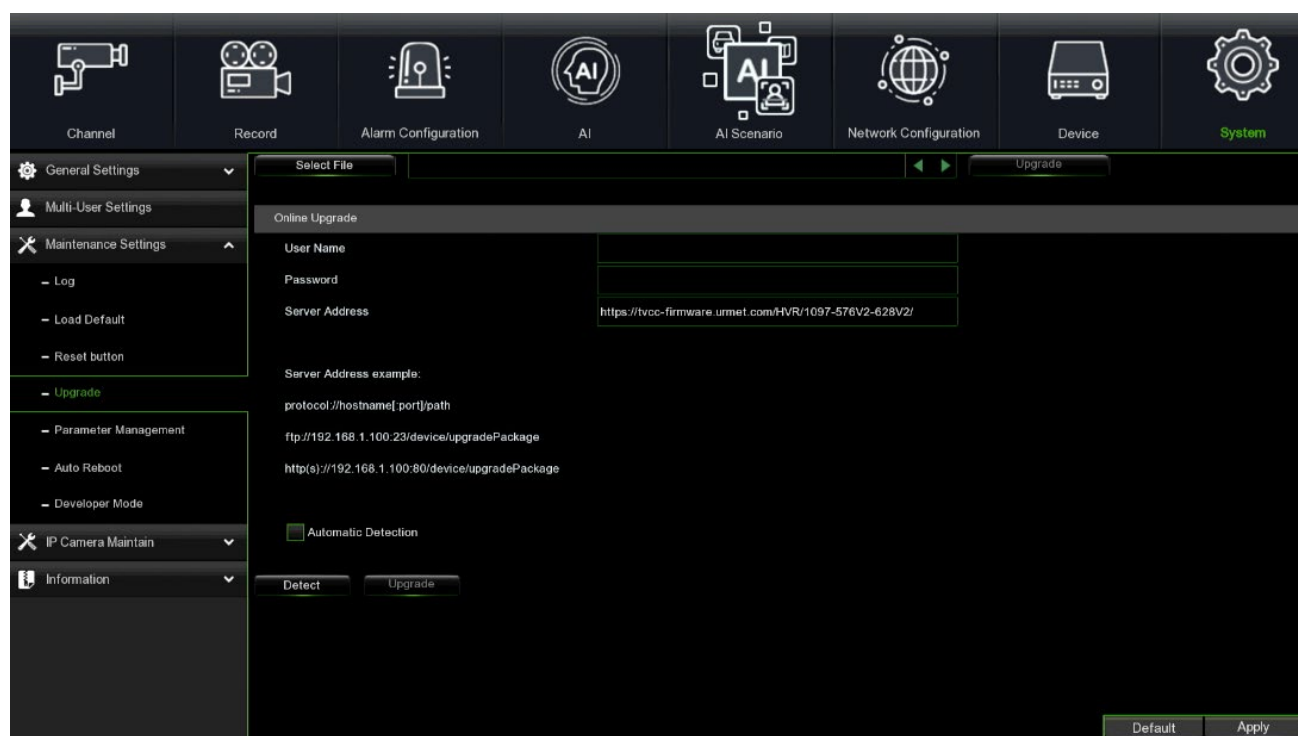 AI
AI
Channel
Record
Alarm Configuration
AI
AI Scenario
Network Configuration
Device
System
General Settings
Select File
Upgrade
Multi-User Settings
Online Upgrade
Maintenance Settings
User Name
– Log
Password
– Load Default
Server Address
https://tvcc-firmware.urmet.com/HVR/1097-576V2-628V2/
– Reset button
Server Address example:
– Upgrade
protocol://hostname[:port]/path
– Parameter Management
ftp://192.168.1.100:23/device/upgradePackage
– Auto Reboot
http(s)://192.168.1.100:80/device/upgradePackage
– Developer Mode
Automatic Detection
IP Camera Maintain
Information
Detect
Upgrade
Default
Apply